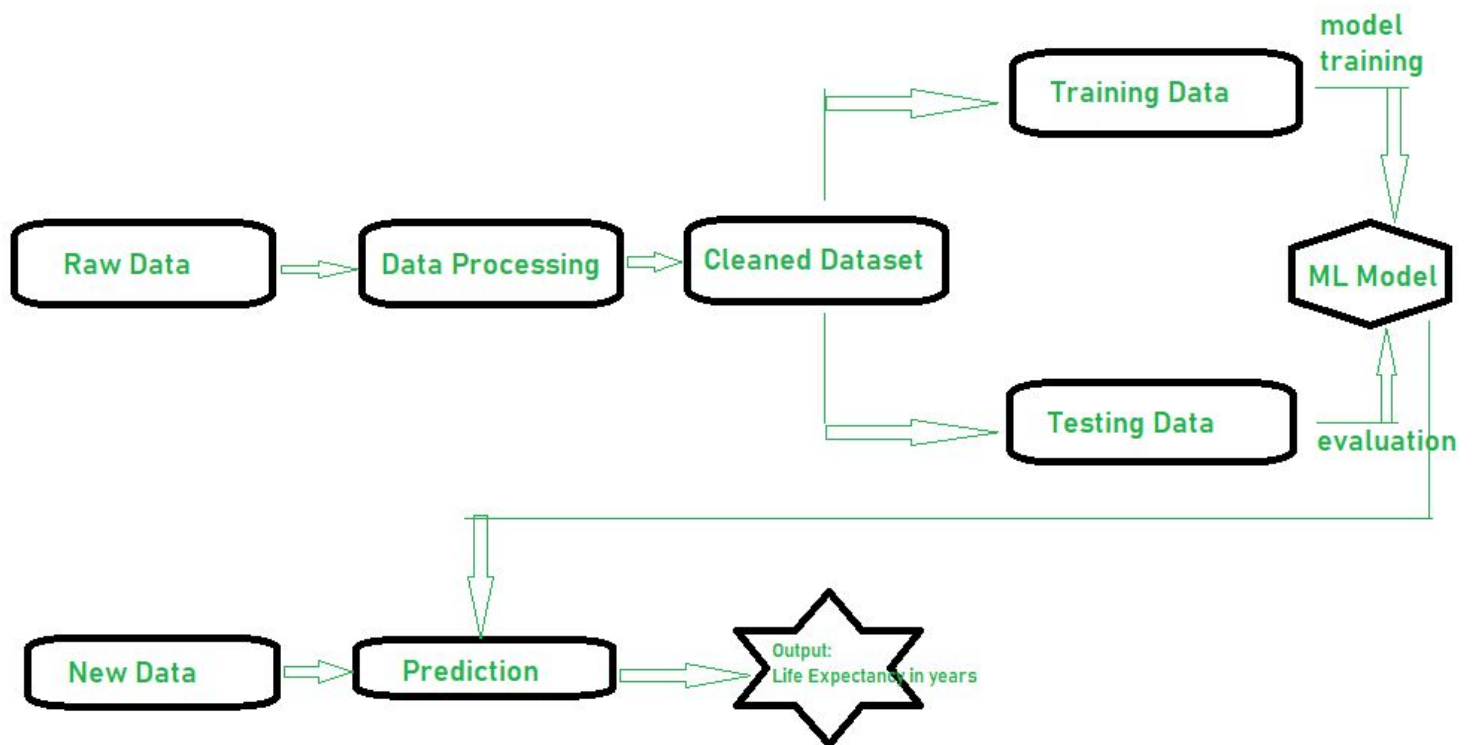 model
training
Training Data
Raw Data
Data Processing
Cleaned Dataset
ML Model
Testing Data
evaluation
New Data
Prediction
Output:
Life Expectancy in years